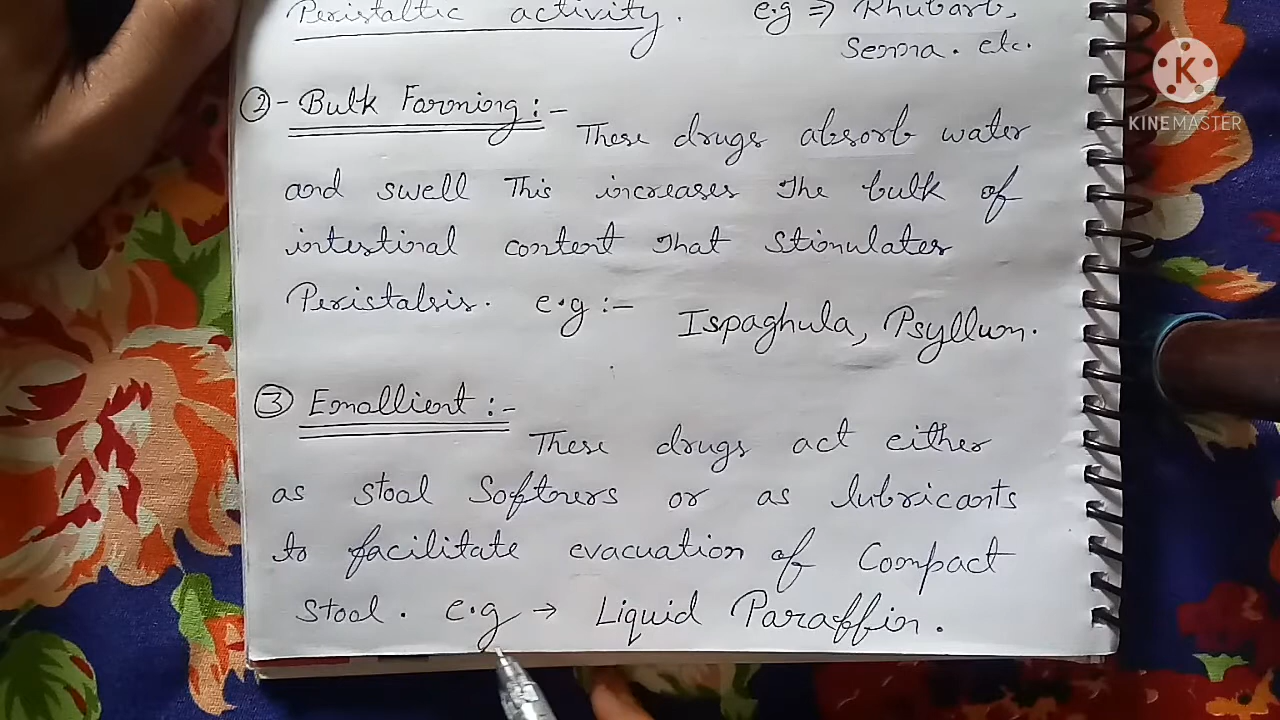 Peristaltic activity. e.g ⇒ Rhubarb,
Senna. etc.
K
KINEMASTER
② - Bulk Forming :-
These drugs absorb water
and swell This increases the bulk of
intestinal content that stimulates
Peristalsis. e.g :- Ispaghula, Psyllum.
③ Emollient :-
These drugs act either
as stool Softners or as lubricants
to facilitate evacuation of Compact
stool. e.g → Liquid Paraffin.